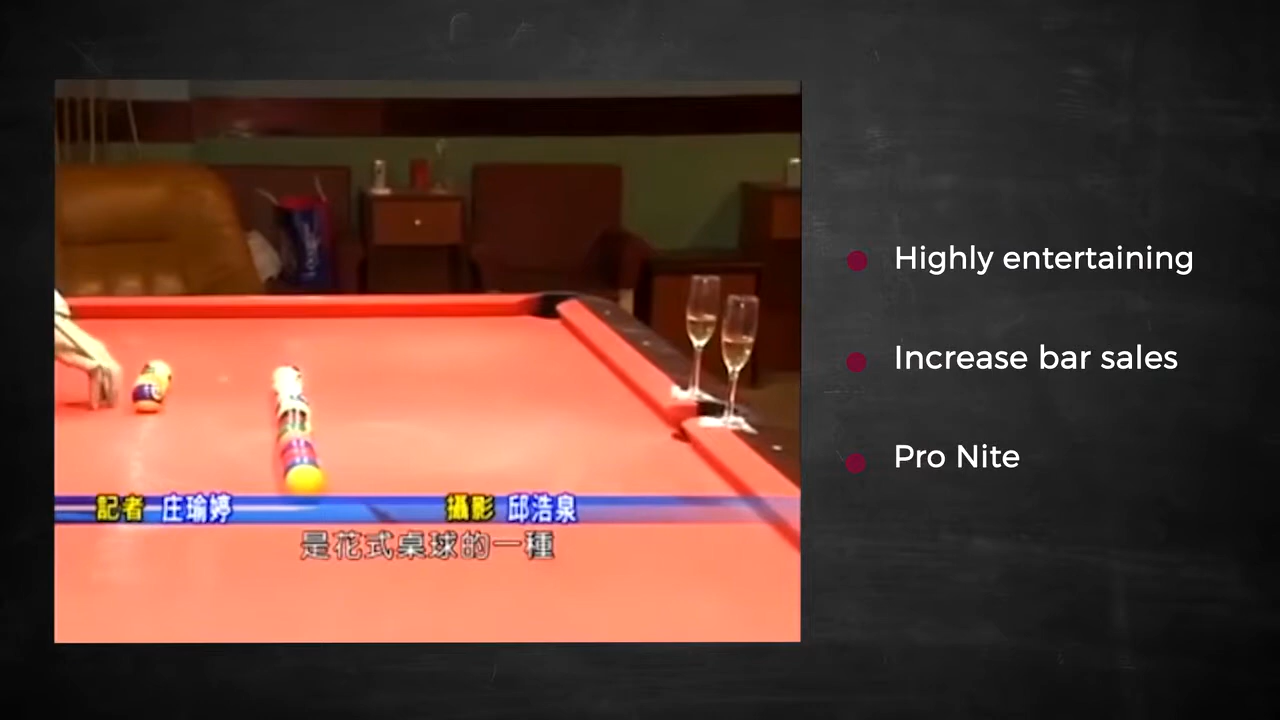 Highly entertaining
Increase bar sales
Pro Nite
記者 庄瑜婷 攝影 邱浩泉
是花式桌球的一種